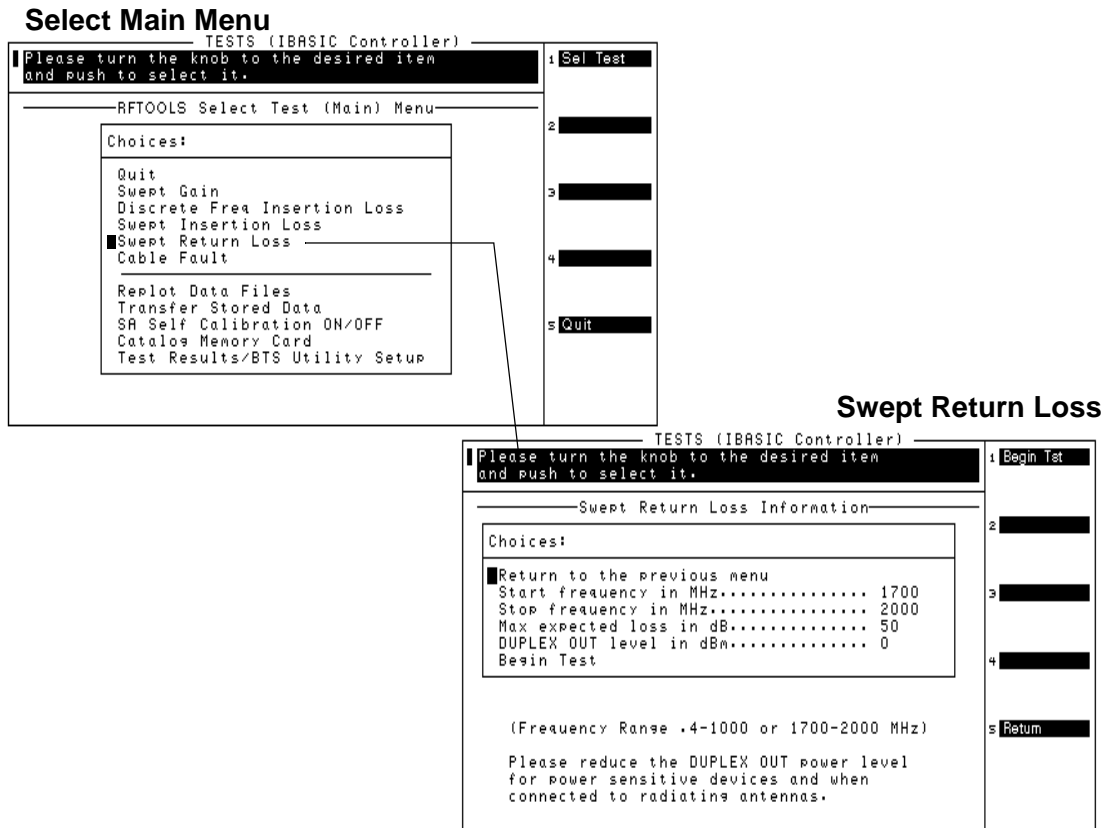 Select Main Menu
TESTS (IBASIC Controller)
Please turn the knob to the desired item
and push to select it.
1 Sel Test
RFTOOLS Select Test (Main) Menu
2
Choices:
Quit
Swept Gain
3
Discrete Freq Insertion Loss
Swept Insertion Loss
Swept Return Loss
Cable Fault
4
Replot Data Files
Transfer Stored Data
SA Self Calibration ON/OFF
5 Quit
Catalog Memory Card
Test Results/BTS Utility Setup
Swept Return Loss
TESTS (IBASIC Controller)
Please turn the knob to the desired item
and push to select it.
1 Begin Tst
Swept Return Loss Information
2
Choices:
Return to the previous menu
Start frequency in MHz............... 1700
3
Stop frequency in MHz................ 2000
Max expected loss in dB.............. 50
DUPLEX OUT level in dBm.............. 0
Begin Test
4
(Frequency Range .4-1000 or 1700-2000 MHz)
5 Return
Please reduce the DUPLEX OUT power level
for power sensitive devices and when
connected to radiating antennas.